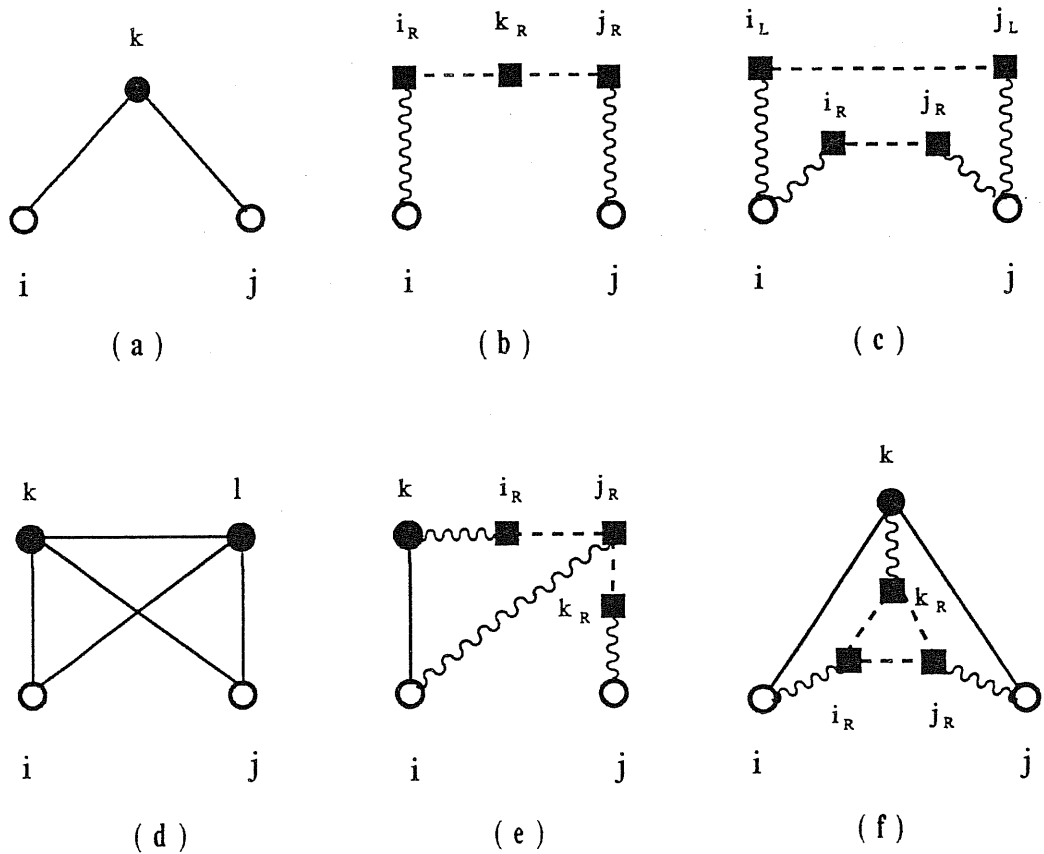 k
i_R k_R j_R
i_L j_L
i_R j_R
i j
i j
i j
( a )
( b )
( c )
k l
k i_R j_R
k
k_R
k_R
i_R j_R
i j
i j
i j
( d )
( e )
( f )